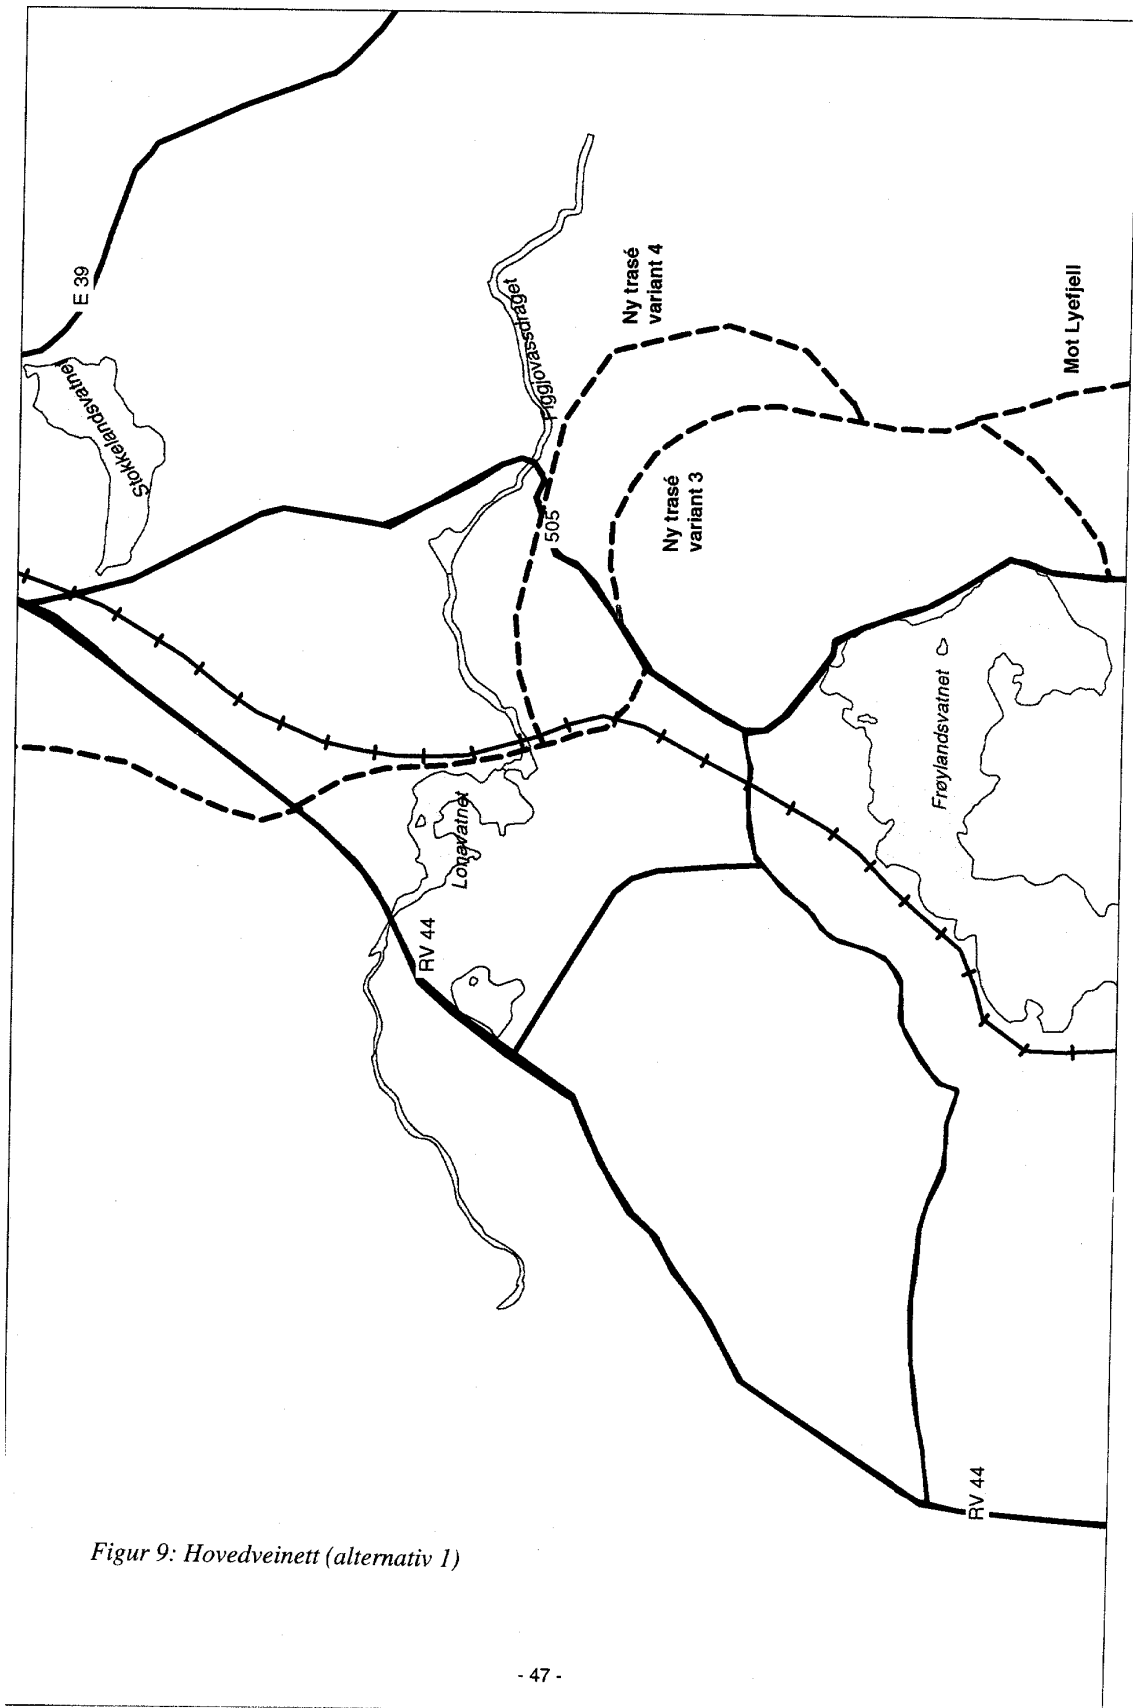 E 39
Stokkelandsvatnet
Figgjovassdraget
Ny trasé
variant 4
Mot Lyefjell
505
Ny trasé
variant 3
Lonavatnet
Frøylandsvatnet
RV 44
RV 44
Figur 9: Hovedveinett (alternativ 1)
- 47 -